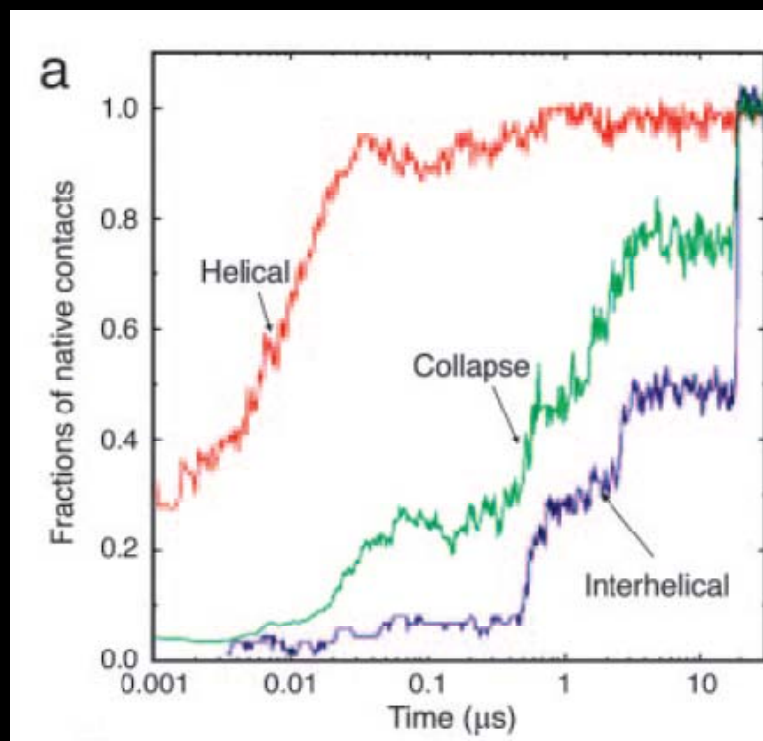 a
Fractions of native contacts
1.0
0.8
0.6
0.4
0.2
0.0
Helical
Collapse
Interhelical
0.001
0.01
0.1
1
10
Time (μs)